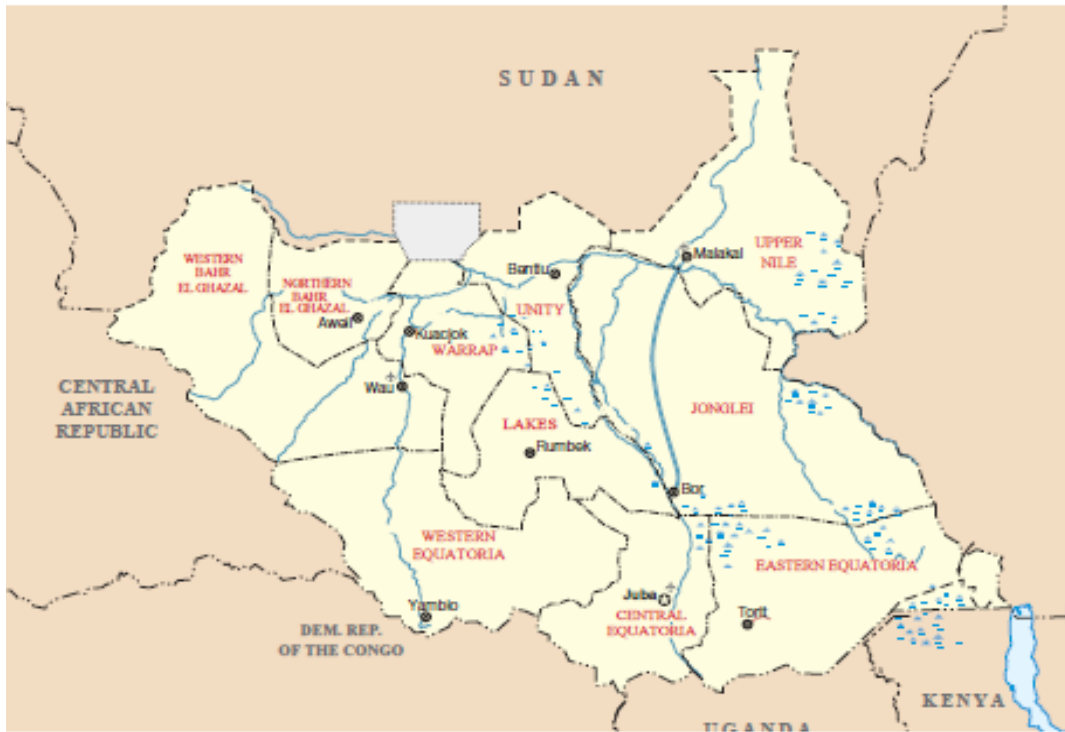 SUDAN
Malakal
UPPER
NILE
WESTERN
BAHR
EL GHAZAL
NORTHERN
BAHR
EL GHAZAL
Bentiu
UNITY
Aweil
Kuacjok
WARRAP
Wau
CENTRAL
AFRICAN
REPUBLIC
JONGLEI
LAKES
Rumbek
Bor
WESTERN
EQUATORIA
EASTERN EQUATORIA
Juba
CENTRAL
EQUATORIA
Torit
Yambio
DEM. REP.
OF THE CONGO
KENYA
UGANDA